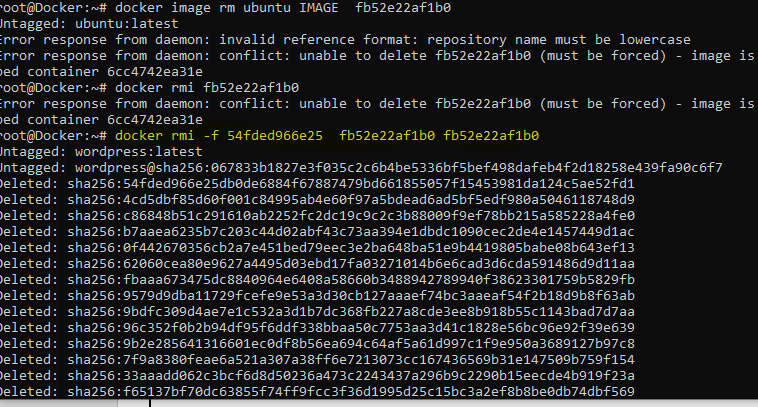 root@Docker:~# docker image rm ubuntu IMAGE  fb52e22af1b0
Untagged: ubuntu:latest
Error response from daemon: invalid reference format: repository name must be lowercase
Error response from daemon: conflict: unable to delete fb52e22af1b0 (must be forced) - image is
ped container 6cc4742ea31e
root@Docker:~# docker rmi fb52e22af1b0
Error response from daemon: conflict: unable to delete fb52e22af1b0 (must be forced) - image is
ped container 6cc4742ea31e
root@Docker:~# docker rmi -f 54fded966e25  fb52e22af1b0 fb52e22af1b0
Untagged: wordpress:latest
Untagged: wordpress@sha256:067833b1827e3f035c2c6b4be5336bf5bef498dafeb4f2d18258e439fa90c6f7
Deleted: sha256:54fded966e25db0de6884f67887479bd661855057f15453981da124c5ae52fd1
Deleted: sha256:4cd5dbf85d60f001c84995ab4e60f97a5bdead6ad5bf5edf980a5046118748d9
Deleted: sha256:c86848b51c291610ab2252fc2dc19c9c2c3b88009f9ef78bb215a585228a4fe0
Deleted: sha256:b7aaea6235b7c203c44d02abf43c73aa394e1dbdc1090cec2de4e1457449d1ac
Deleted: sha256:0f442670356cb2a7e451bed79eec3e2ba648ba51e9b4419805babe08b643ef13
Deleted: sha256:62060cea80e9627a4495d03ebd17fa03271014b6e6cad3d6cda591486d9d11aa
Deleted: sha256:fbaaa673475dc8840964e6408a58660b3488942789940f38623301759b5829fb
Deleted: sha256:9579d9dba11729fcefe9e53a3d30cb127aaaef74bc3aaeaf54f2b18d9b8f63ab
Deleted: sha256:9bdfc309d4ae7e1c532a3d1b7dc368fb227a8cde3ee8b918b55c1143bad7d7aa
Deleted: sha256:96c352f0b2b94df95f6ddf338bbaa50c7753aa3d41c1828e56bc96e92f39e639
Deleted: sha256:9b2e285641316601ec0df8b56ea694c64af5a61d997c1f9e950a3689127b97c8
Deleted: sha256:7f9a8380feae6a521a307a38ff6e7213073cc167436569b31e147509b759f154
Deleted: sha256:33aaadd062c3bcf6d8d50236a473c2243437a296b9c2290b15eecde4b919f23a
Deleted: sha256:f65137bf70dc63855f74ff9fcc3f36d1995d25c15bc3a2ef8b8be0db74dbf569